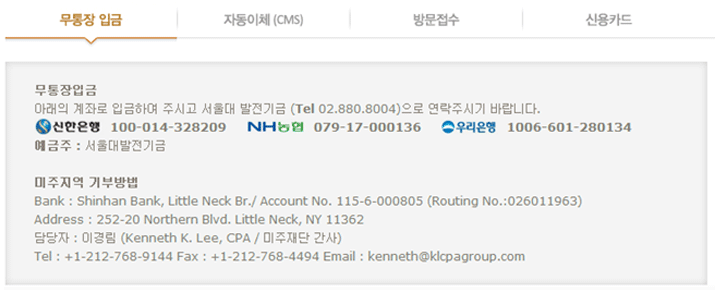 무통장 입금 자동이체 (CMS) 방문접수 신용카드
무통장입금
아래의 계좌로 입금하여 주시고 서울대 발전기금 (Tel 02.880.8004)으로 연락주시기 바랍니다.
신한은행 100-014-328209 NH농협 079-17-000136 우리은행 1006-601-280134
예금주 : 서울대발전기금
미주지역 기부방법
Bank : Shinhan Bank, Little Neck Br./ Account No. 115-6-000805 (Routing No.:026011963)
Address : 252-20 Northern Blvd. Little Neck, NY 11362
담당자 : 이경림 (Kenneth K. Lee, CPA / 미주재단 간사)
Tel : +1-212-768-9144 Fax : +1-212-768-4494 Email : kenneth@klcpagroup.com